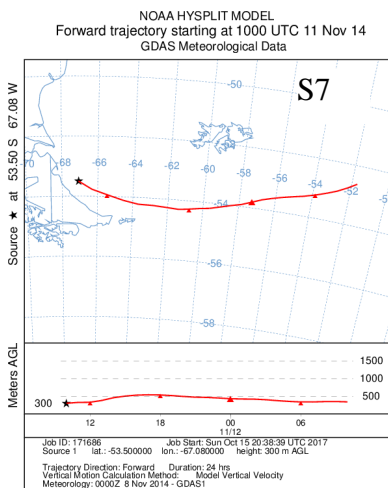 NOAA HYSPLIT MODEL
Forward trajectory starting at 1000 UTC 11 Nov 14
GDAS Meteorological Data
S7
Source ★ at 53.50 S 67.08 W
-50
-70 -68 -66 -64 -62 -60 -58 -56 -54 -52
-54
-56
-58
Meters AGL
1500
1000
500
300
12 18 00 06
11/12
Job ID: 171686 Job Start: Sun Oct 15 20:38:39 UTC 2017
Source 1 lat.: -53.500000 lon.: -67.080000 height: 300 m AGL
Trajectory Direction: Forward Duration: 24 hrs
Vertical Motion Calculation Method: Model Vertical Velocity
Meteorology: 0000Z 8 Nov 2014 - GDAS1